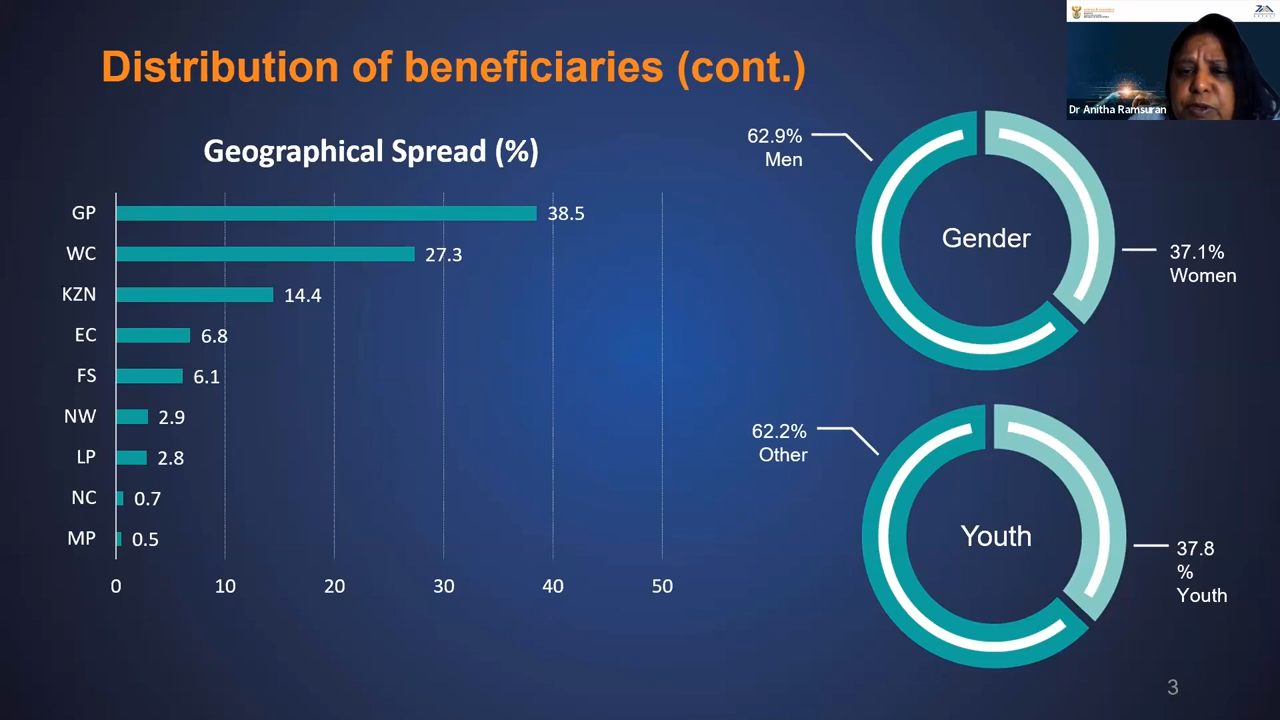 Distribution of beneficiaries (cont.)
Dr Anitha Ramsuran
Geographical Spread (%)
GP 38.5
WC 27.3
KZN 14.4
EC 6.8
FS 6.1
NW 2.9
LP 2.8
NC 0.7
MP 0.5
0 10 20 30 40 50
62.9%
Men
Gender
37.1%
Women
62.2%
Other
Youth
37.8
%
Youth
3